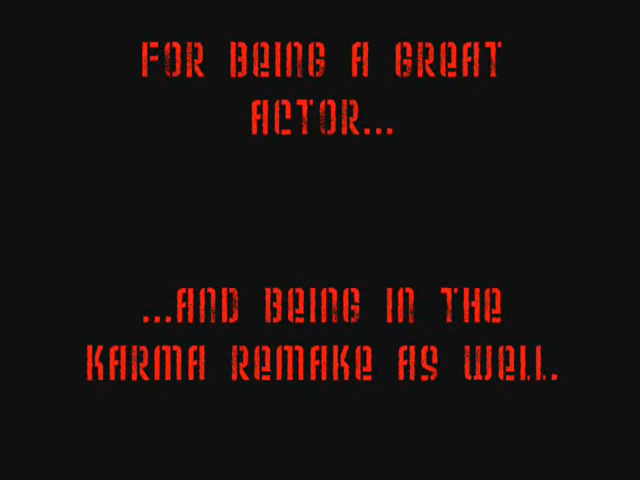 FOR BEING A GREAT
ACTOR...
...AND BEING IN THE
KARMA REMAKE AS WELL.